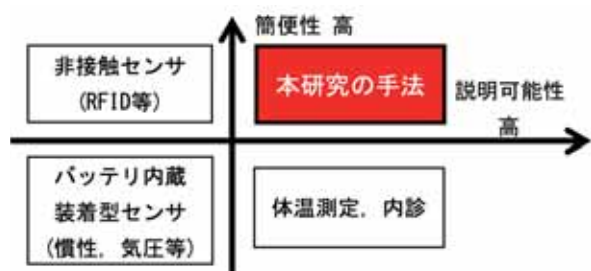 簡便性 高
非接触センサ
(RFID等)
本研究の手法
説明可能性
高
バッテリ内蔵
装着型センサ
(慣性，気圧等)
体温測定，内診